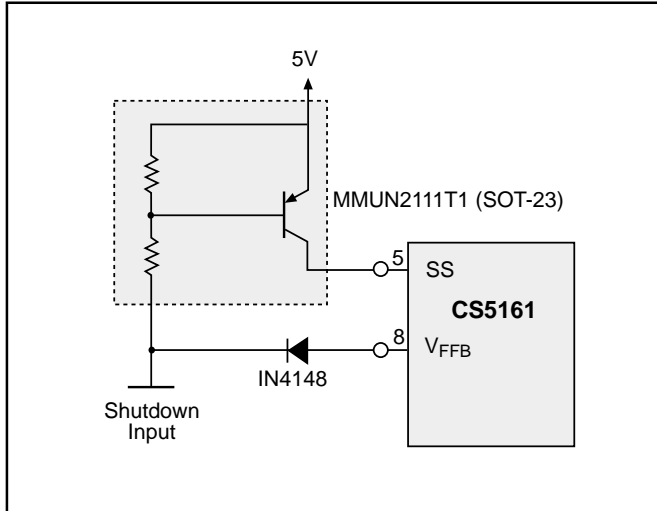 5V
MMUN2111T1 (SOT-23)
5
SS
CS5161
8
VFFB
IN4148
Shutdown
Input